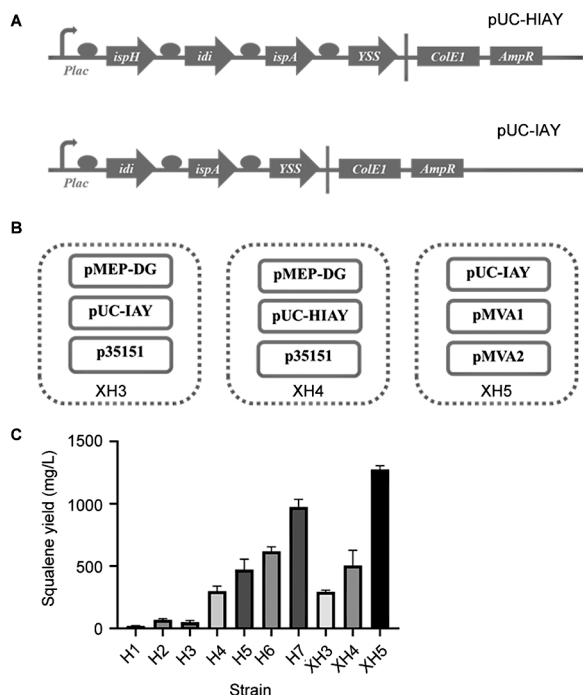 A
pUC-HIAY
Plac ispH idi ispA YSS ColE1 AmpR
pUC-IAY
Plac idi ispA YSS ColE1 AmpR
B
pMEP-DG pMEP-DG pUC-IAY
pUC-IAY pUC-HIAY pMVA1
p35151 p35151 pMVA2
XH3 XH4 XH5
C
Squalene yield (mg/L)
1500
1000
500
0
H1 H2 H3 H4 H5 H6 H7 XH3 XH4 XH5
Strain